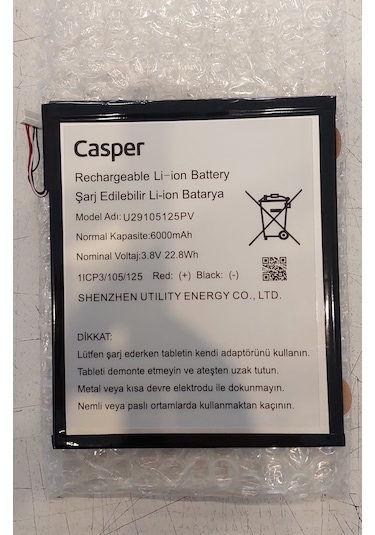 Casper
Rechargeable Li-ion Battery
Şarj Edilebilir Li-ion Batarya
Model Adı: U29105125PV
Normal Kapasite:6000mAh
Nominal Voltaj:3.8V 22.8Wh
1ICP3/105/125 Red: (+) Black: (-)
SHENZHEN UTILITY ENERGY CO., LTD.
DİKKAT:
Lütfen şarj ederken tabletin kendi adaptörünü kullanın.
Tableti demonte etmeyin ve ateşten uzak tutun.
Metal veya kısa devre elektrodu ile dokunmayın.
Nemli veya paslı ortamlarda kullanmaktan kaçının.